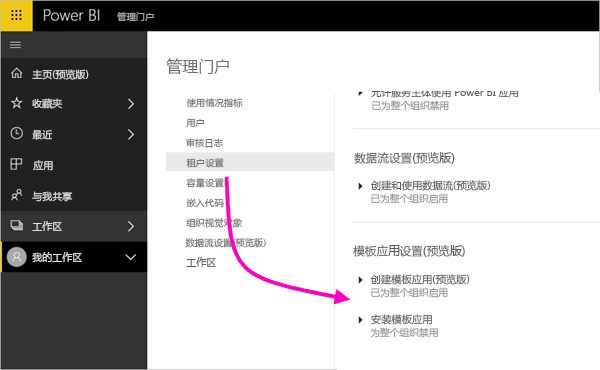 Power BI 管理门户
主页(预览版)
收藏夹
最近
应用
与我共享
工作区
我的工作区
管理门户
使用情况指标
用户
审核日志
租户设置
容量设置
嵌入代码
组织视觉对象
数据流设置(预览版)
工作区
允许服务主体使用 Power BI 应用
已为整个组织禁用
数据流设置(预览版)
创建和使用数据流(预览版)
已为整个组织启用
模板应用设置(预览版)
创建模板应用(预览版)
已为整个组织启用
安装模板应用
为整个组织禁用